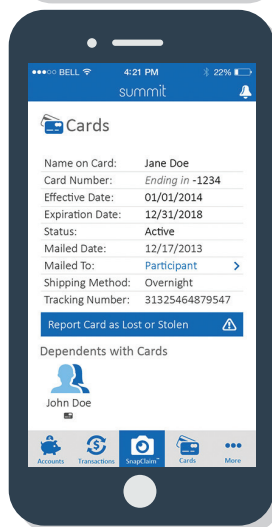 BELL 4:21 PM 22%
summit
Cards
Name on Card: Jane Doe
Card Number: Ending in -1234
Effective Date: 01/01/2014
Expiration Date: 12/31/2018
Status: Active
Mailed Date: 12/17/2013
Mailed To: Participant >
Shipping Method: Overnight
Tracking Number: 31325464879547
Report Card as Lost or Stolen
Dependents with Cards
John Doe
Accounts Transactions SnapClaim™ Cards More